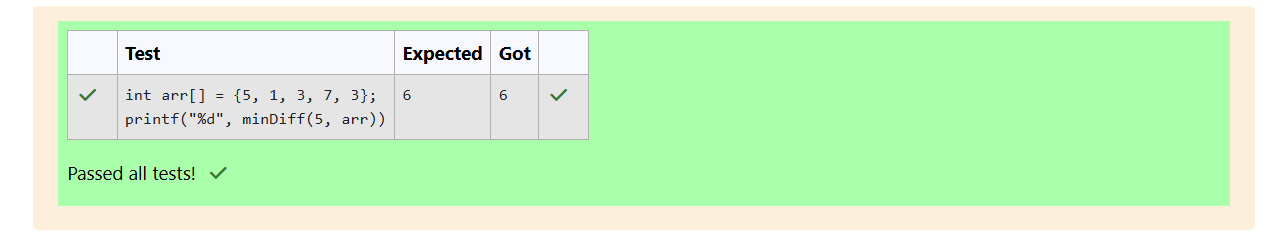 Test Expected Got
int arr[] = {5, 1, 3, 7, 3}; 6 6
printf("%d", minDiff(5, arr))
Passed all tests!